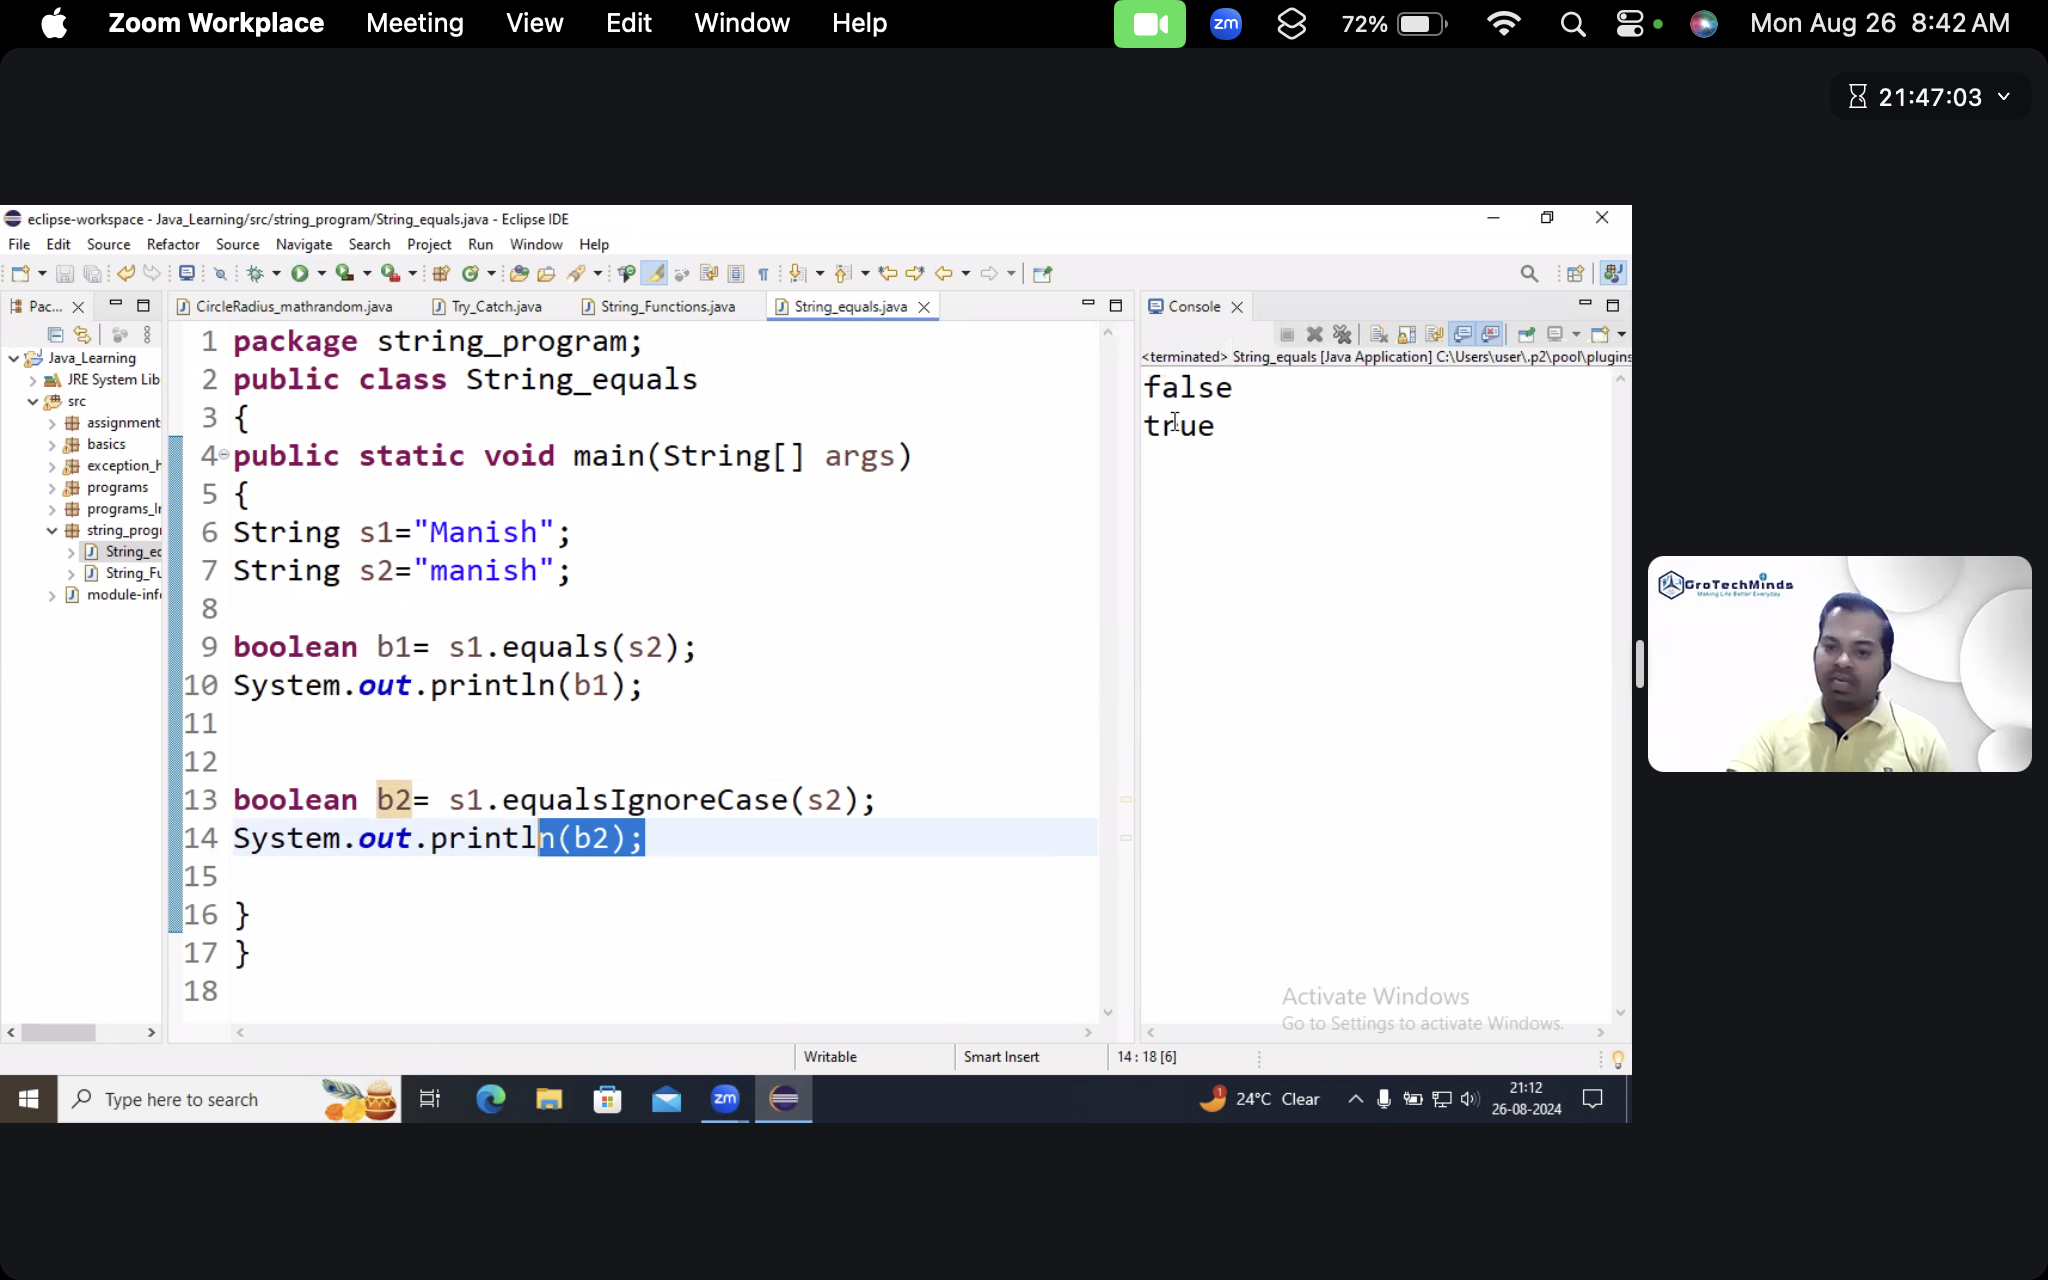 Zoom Workplace Meeting View Edit Window Help zm 72% Mon Aug 26 8:42 AM
21:47:03
eclipse-workspace - Java_Learning/src/string_program/String_equals.java - Eclipse IDE
File Edit Source Refactor Source Navigate Search Project Run Window Help
Pac... CircleRadius_mathrandom.java Try_Catch.java String_Functions.java String_equals.java Console
<terminated> String_equals [Java Application] C:\Users\user\.p2\pool\plugins
Java_Learning
JRE System Lib
src
assignment
basics
exception_h
programs
programs_Ir
string_progr
String_ec
String_Fu
module-info
1 package string_program;
2 public class String_equals
3 {
4 public static void main(String[] args)
5 {
6 String s1="Manish";
7 String s2="manish";
8
9 boolean b1= s1.equals(s2);
10 System.out.println(b1);
11
12
13 boolean b2= s1.equalsIgnoreCase(s2);
14 System.out.println(b2);
15
16 }
17 }
18
false
true
Activate Windows
Go to Settings to activate Windows.
Writable Smart Insert 14 : 18 [6]
GroTechMinds
Making Life Better Everyday
Type here to search
zm
1
24°C Clear
21:12
26-08-2024